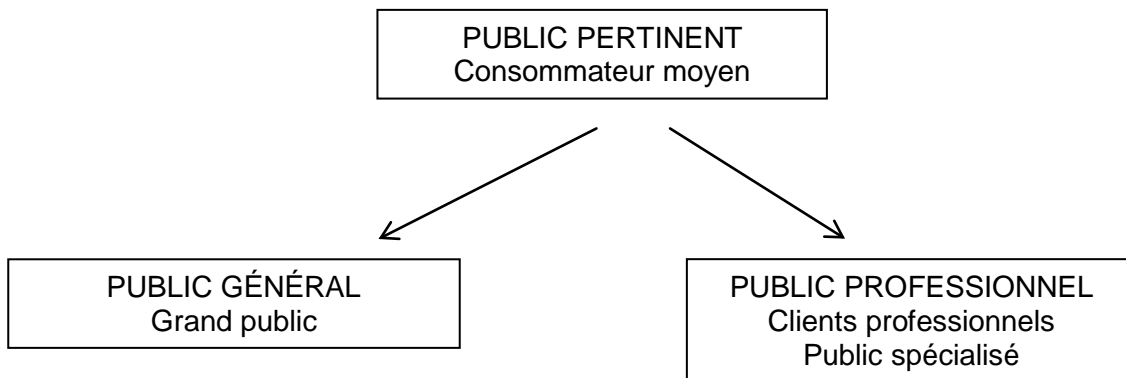 PUBLIC PERTINENT
Consommateur moyen
PUBLIC GÉNÉRAL
Grand public
PUBLIC PROFESSIONNEL
Clients professionnels
Public spécialisé